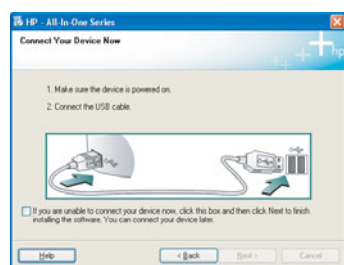 HP - All-In-One Series
Connect Your Device Now
hp
1. Make sure the device is powered on.
2. Connect the USB cable.
If you are unable to connect your device now, click this box and then click Next to finish
installing the software. You can connect your device later.
Help
< Back
Next >
Cancel